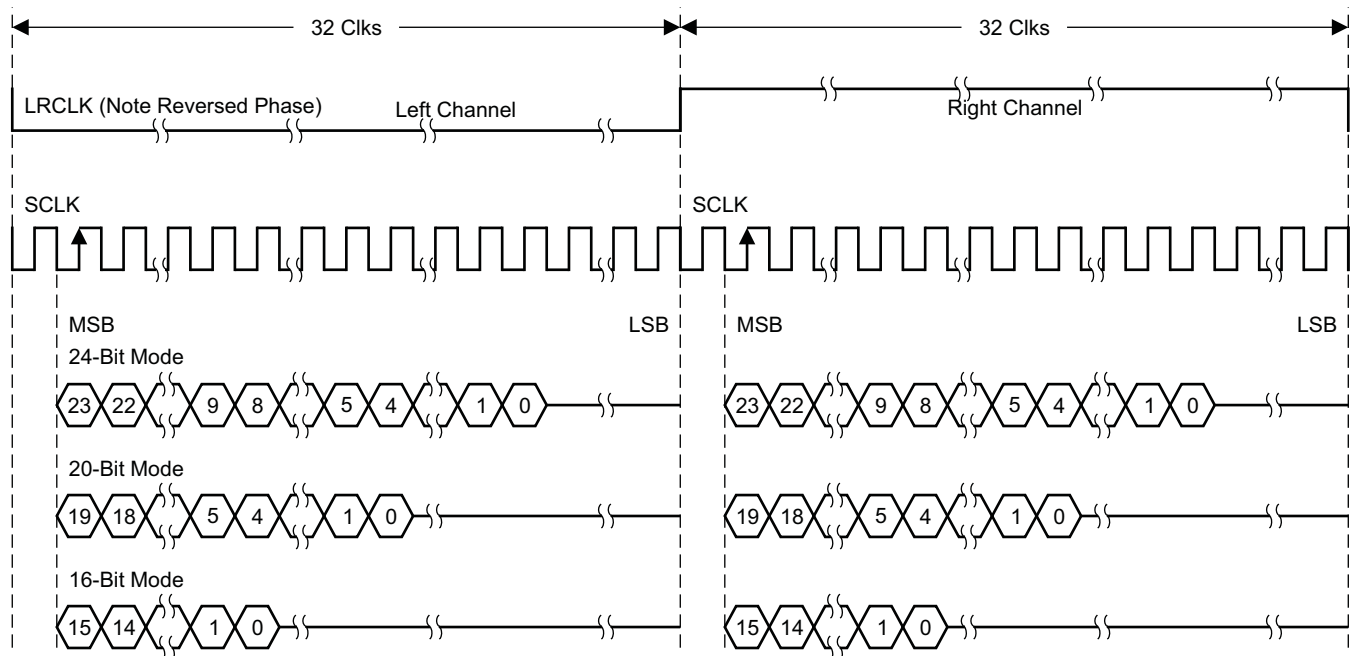 32 Clks 32 Clks
LRCLK (Note Reversed Phase) Left Channel Right Channel
SCLK SCLK
MSB LSB MSB LSB
24-Bit Mode
23 22 9 8 5 4 1 0 23 22 9 8 5 4 1 0
20-Bit Mode
19 18 5 4 1 0 19 18 5 4 1 0
16-Bit Mode
15 14 1 0 15 14 1 0